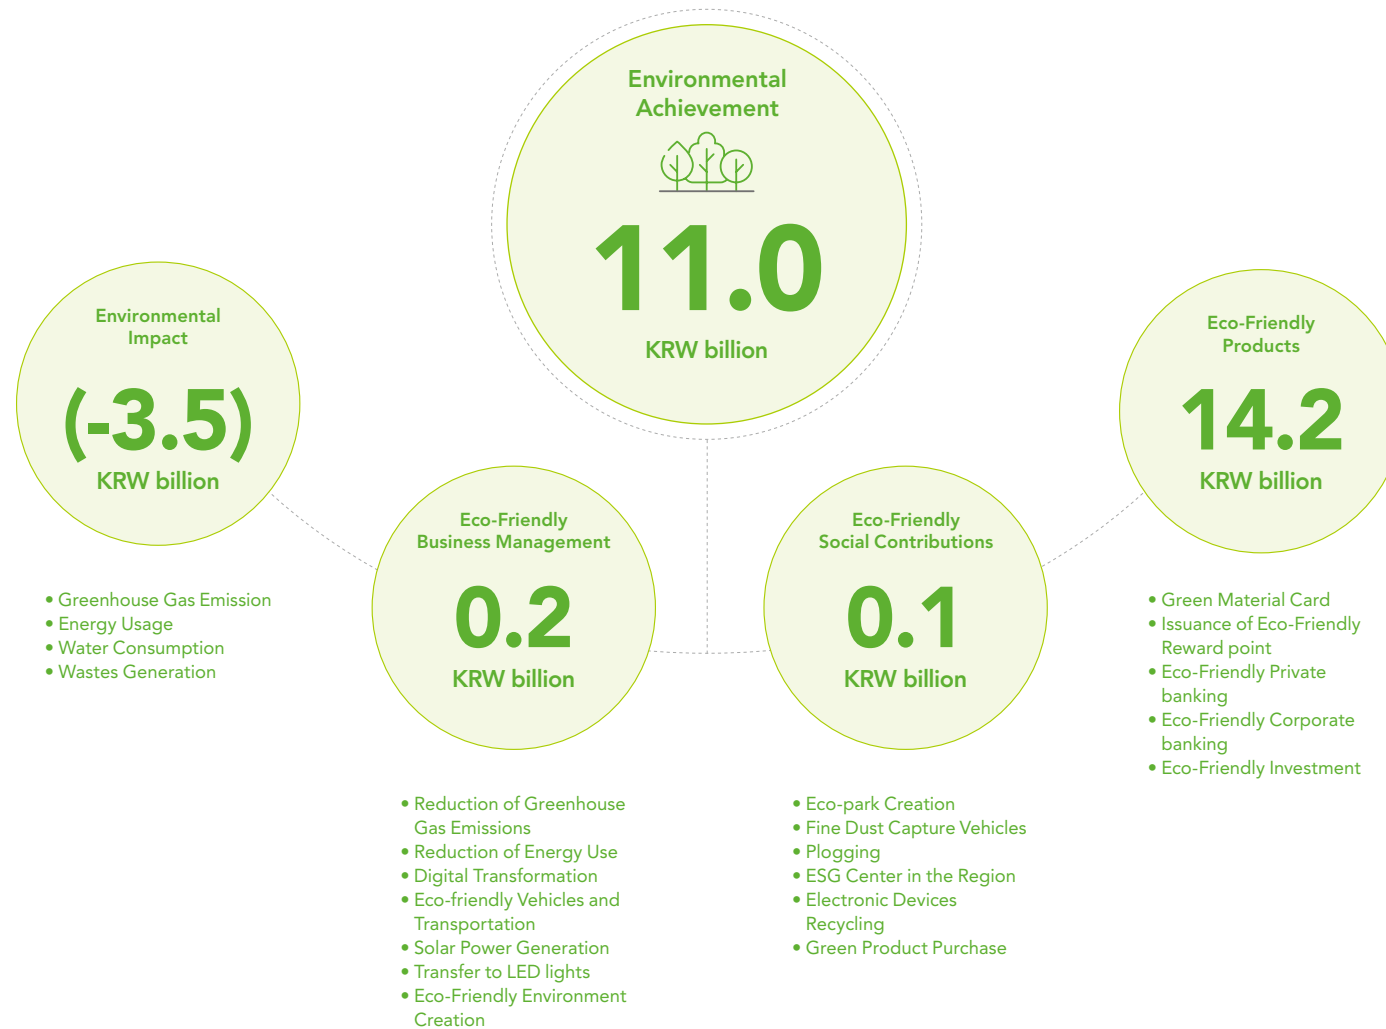 Environmental
Achievement
11.0
KRW billion
Environmental
Impact
(-3.5)
KRW billion
• Greenhouse Gas Emission
• Energy Usage
• Water Consumption
• Wastes Generation
Eco-Friendly
Business Management
0.2
KRW billion
• Reduction of Greenhouse
Gas Emissions
• Reduction of Energy Use
• Digital Transformation
• Eco-friendly Vehicles and
Transportation
• Solar Power Generation
• Transfer to LED lights
• Eco-Friendly Environment
Creation
Eco-Friendly
Social Contributions
0.1
KRW billion
• Eco-park Creation
• Fine Dust Capture Vehicles
• Plogging
• ESG Center in the Region
• Electronic Devices
Recycling
• Green Product Purchase
Eco-Friendly
Products
14.2
KRW billion
• Green Material Card
• Issuance of Eco-Friendly
Reward point
• Eco-Friendly Private
banking
• Eco-Friendly Corporate
banking
• Eco-Friendly Investment